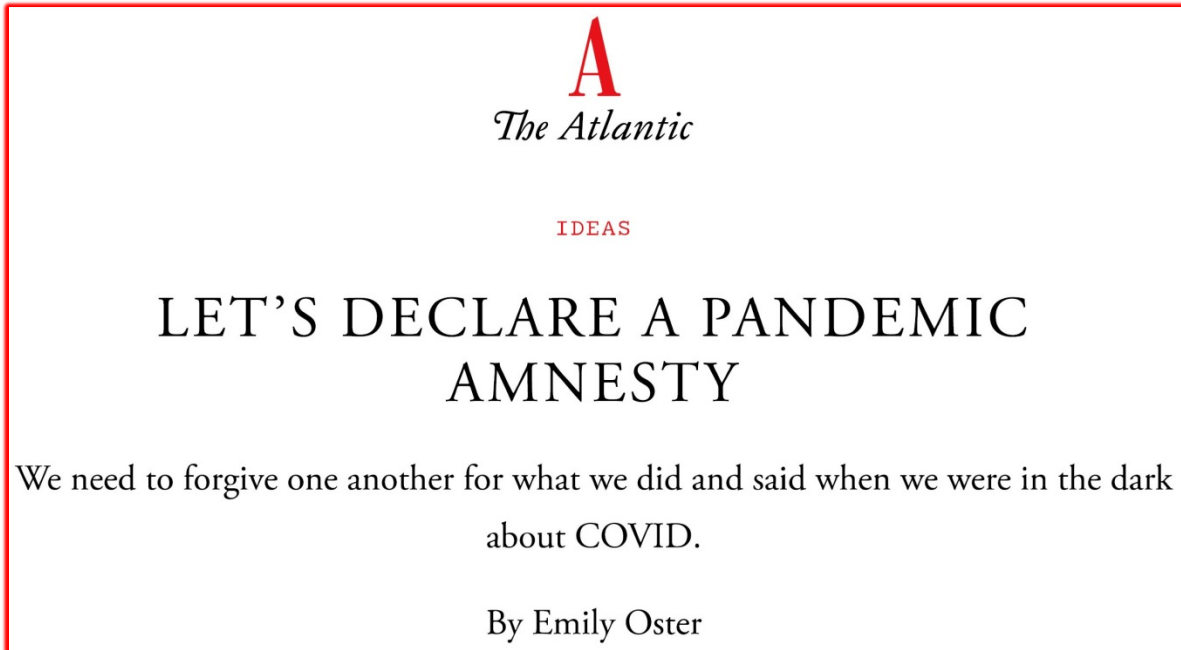 A
The Atlantic
IDEAS
LET’S DECLARE A PANDEMIC
AMNESTY
We need to forgive one another for what we did and said when we were in the dark
about COVID.
By Emily Oster